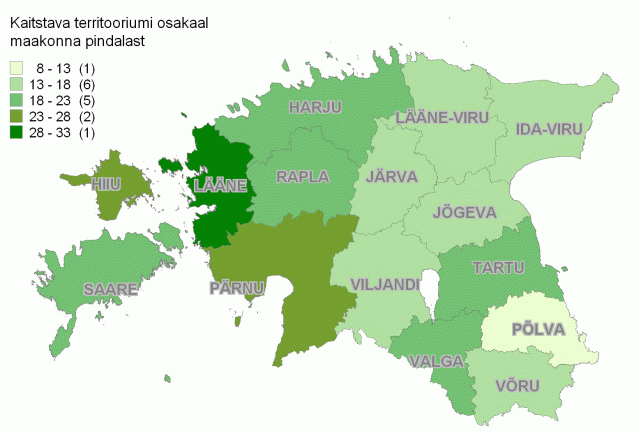 Kaitstava territooriumi osakaal
maakonna pindalast
8 - 13 (1)
13 - 18 (6)
18 - 23 (5)
23 - 28 (2)
28 - 33 (1)
HARJU
LÄÄNE-VIRU
IDA-VIRU
HIIU
LÄÄNE
RAPLA
JÄRVA
JÕGEVA
SAARE
PÄRNU
VILJANDI
TARTU
PÕLVA
VALGA
VÕRU